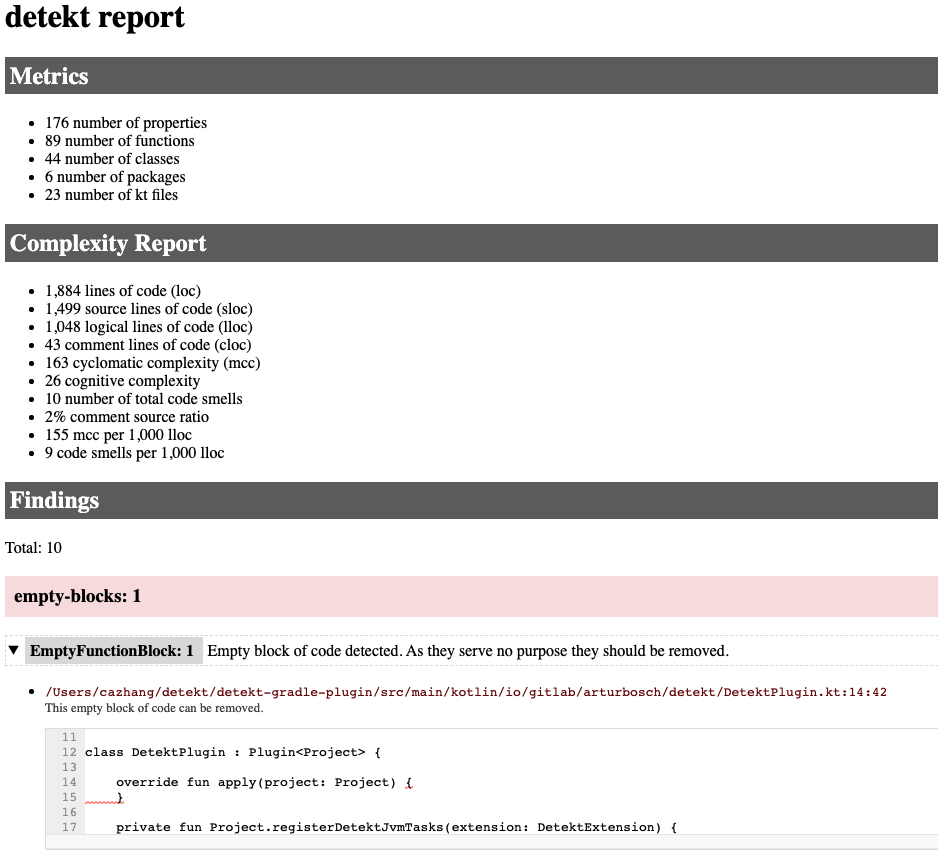 detekt report
Metrics
176 number of properties
89 number of functions
44 number of classes
6 number of packages
23 number of kt files
Complexity Report
1,884 lines of code (loc)
1,499 source lines of code (sloc)
1,048 logical lines of code (lloc)
43 comment lines of code (cloc)
163 cyclomatic complexity (mcc)
26 cognitive complexity
10 number of total code smells
2% comment source ratio
155 mcc per 1,000 lloc
9 code smells per 1,000 lloc
Findings
Total: 10
empty-blocks: 1
▼ EmptyFunctionBlock: 1 Empty block of code detected. As they serve no purpose they should be removed.
/Users/cazhang/detekt/detekt-gradle-plugin/src/main/kotlin/io/gitlab/arturbosch/detekt/DetektPlugin.kt:14:42
This empty block of code can be removed.
11
12 class DetektPlugin : Plugin<Project> {
13
14     override fun apply(project: Project) {
15     }
16
17     private fun Project.registerDetektJvmTasks(extension: DetektExtension) {